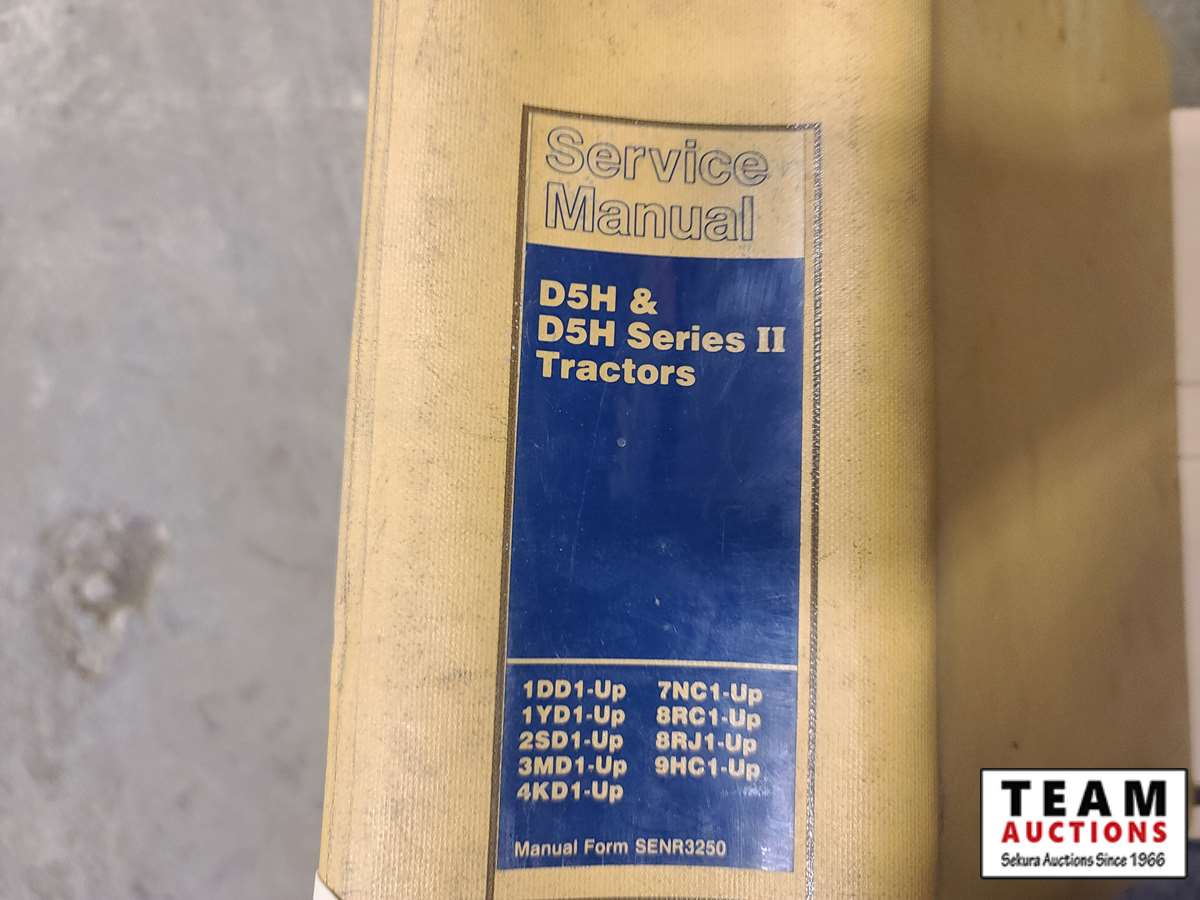 Service
Manual
D5H &
D5H Series II
Tractors
1DD1-Up 7NC1-Up
1YD1-Up 8RC1-Up
2SD1-Up 8RJ1-Up
3MD1-Up 9HC1-Up
4KD1-Up
Manual Form SENR3250
TEAM
AUCTIONS
Sekura Auctions Since 1966